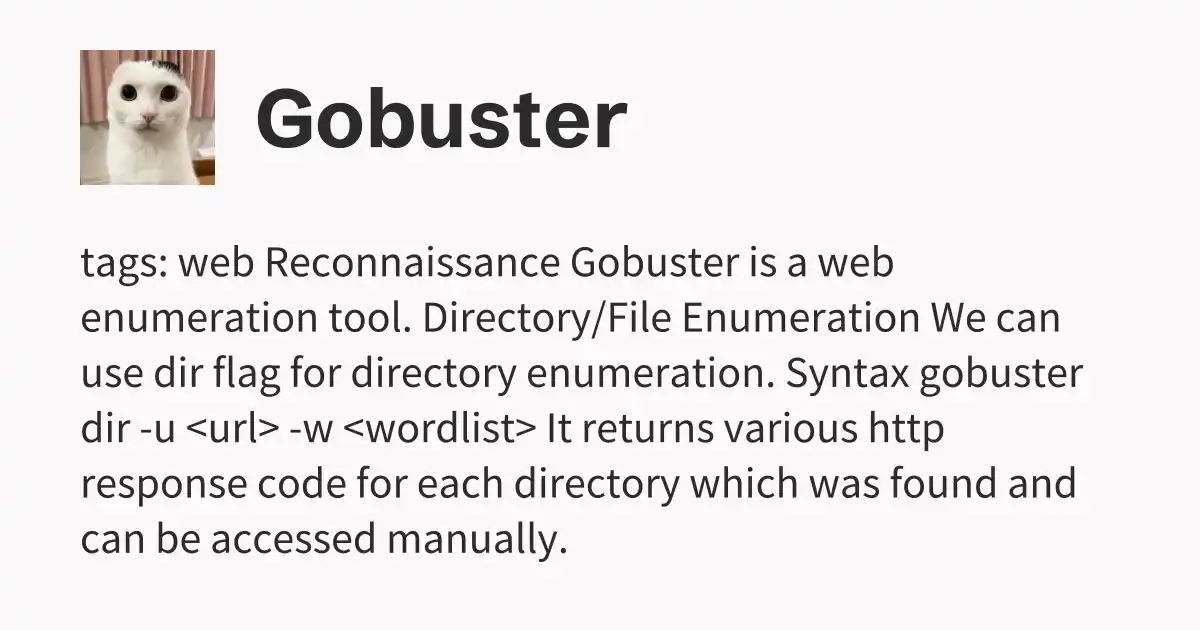 Gobuster
tags: web Reconnaissance Gobuster is a web
enumeration tool. Directory/File Enumeration We can
use dir flag for directory enumeration. Syntax gobuster
dir -u <url> -w <wordlist> It returns various http
response code for each directory which was found and
can be accessed manually.